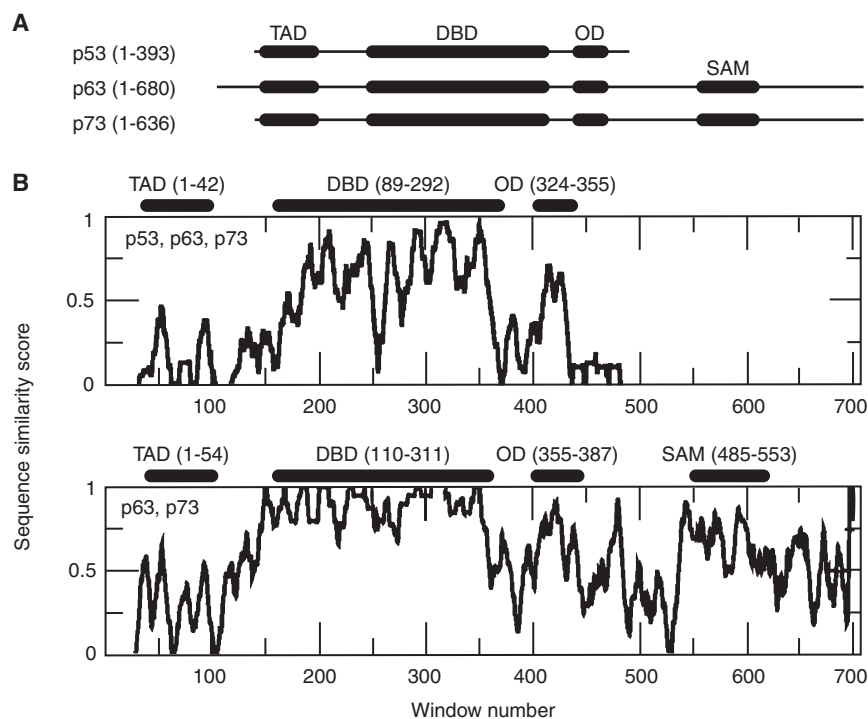 A
TAD DBD OD
p53 (1-393)
SAM
p63 (1-680)
p73 (1-636)
B
TAD (1-42) DBD (89-292) OD (324-355)
1
p53, p63, p73
0.5
0
100 200 300 400 500 600 700
TAD (1-54) DBD (110-311) OD (355-387) SAM (485-553)
1
p63, p73
0.5
0
100 200 300 400 500 600 700
Sequence similarity score
Window number